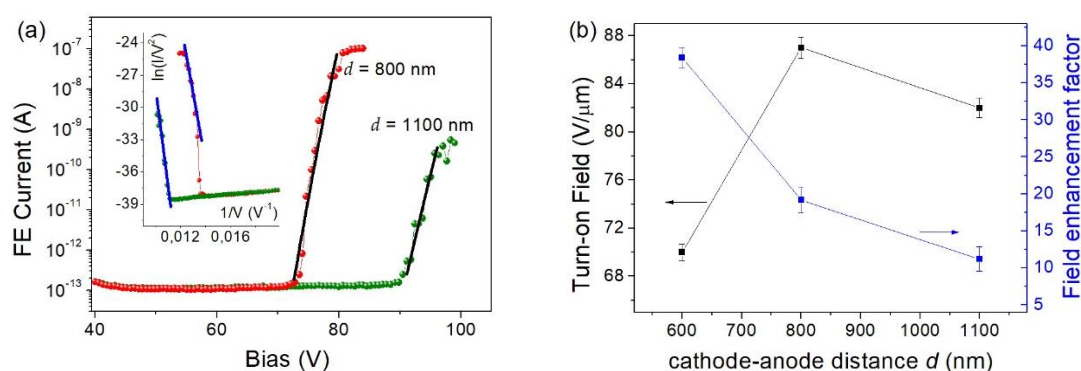 (a)
FE Current (A)
10⁻⁷
10⁻⁸
10⁻⁹
10⁻¹⁰
10⁻¹¹
10⁻¹²
10⁻¹³
40 60 80 100
Bias (V)
d = 800 nm
d = 1100 nm
ln(I/V²)
-24
-27
-30
-33
-36
-39
1/V (V⁻¹)
0,012 0,016
(b)
Turn-on Field (V/μm)
88
84
80
76
72
68
600 700 800 900 1000 1100
cathode-anode distance d (nm)
40
35
30
25
20
15
10
5
Field enhancement factor